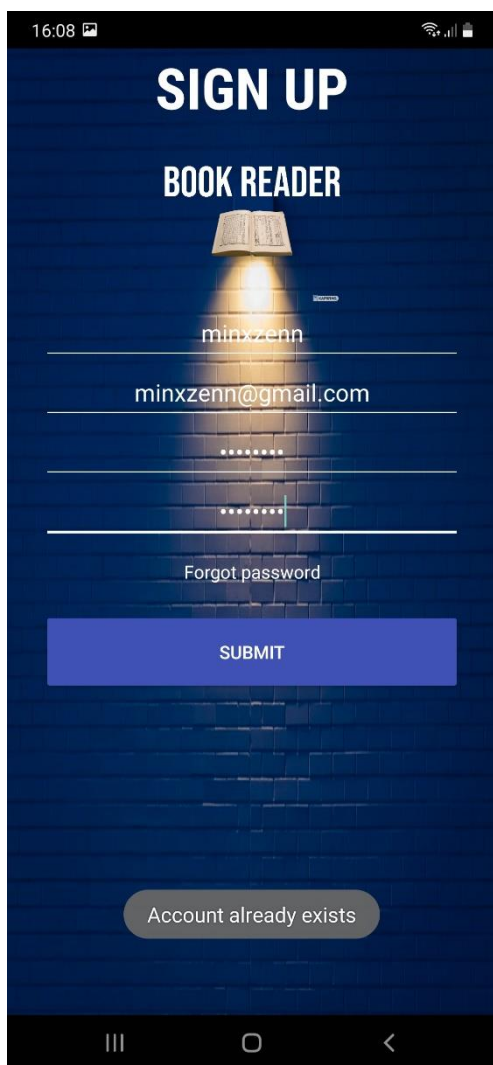 16:08
SIGN UP
BOOK READER
minxzenn
minxzenn@gmail.com
••••••••
••••••••
Forgot password
SUBMIT
Account already exists